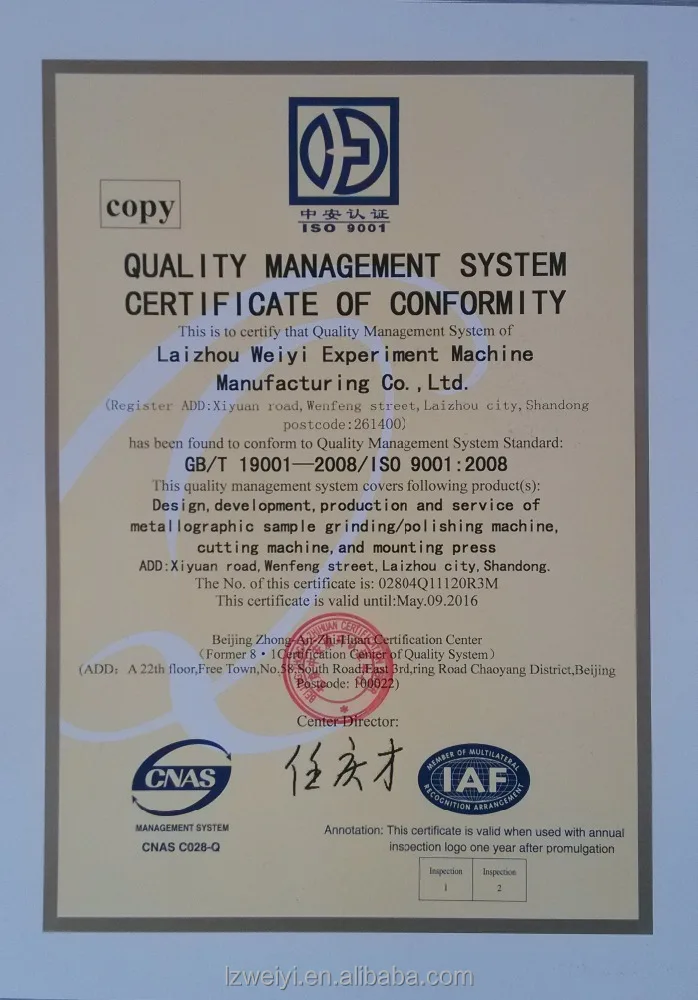 中安认证
ISO 9001
copy
QUALITY MANAGEMENT SYSTEM
CERTIFICATE OF CONFORMITY
This is to certify that Quality Management System of
Laizhou Weiyi Experiment Machine
Manufacturing Co.,Ltd.
(Register ADD:Xiyuan road,Wenfeng street,Laizhou city,Shandong
postcode:261400)
has been found to conform to Quality Management System Standard:
GB/T 19001—2008/ISO 9001:2008
This quality management system covers following product(s):
Design,development,production and service of
metallographic sample grinding/polishing machine,
cutting machine,and mounting press
ADD:Xiyuan road,Wenfeng street,Laizhou city,Shandong.
The No. of this certificate is: 02804Q11120R3M
This certificate is valid until:May.09.2016
Beijing Zhong-An-Zhi-Huan Certification Center
(Former 8·1Certification Center of Quality System)
(ADD: A 22th floor,Free Town,No.58.South Road East 3rd,ring Road Chaoyang District,Beijing
Postcode: 100022)
Center Director:
任庆才
CNAS
MANAGEMENT SYSTEM
CNAS C028-Q
MEMBER OF MULTILATERAL
IAF
RECOGNITION ARRANGEMENT
Annotation: This certificate is valid when used with annual
inspection logo one year after promulgation
Inspection Inspection
1 2
lzweiyi.en.alibaba.com